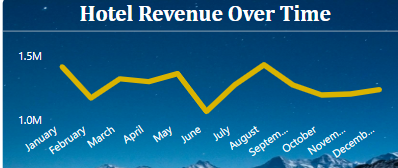 Hotel Revenue Over Time
1.5M
1.0M
January
February
March
April
May
June
July
August
Septem...
October
Novem...
Decemb...